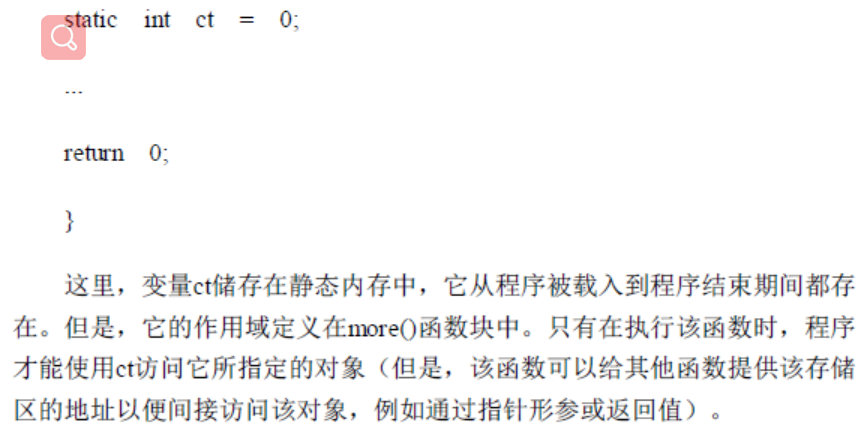 static int ct = 0;
...
return 0;
}
这里，变量ct储存在静态内存中，它从程序被载入到程序结束期间都存
在。但是，它的作用域定义在more()函数块中。只有在执行该函数时，程序
才能使用ct访问它所指定的对象（但是，该函数可以给其他函数提供该存储
区的地址以便间接访问该对象，例如通过指针形参或返回值）。